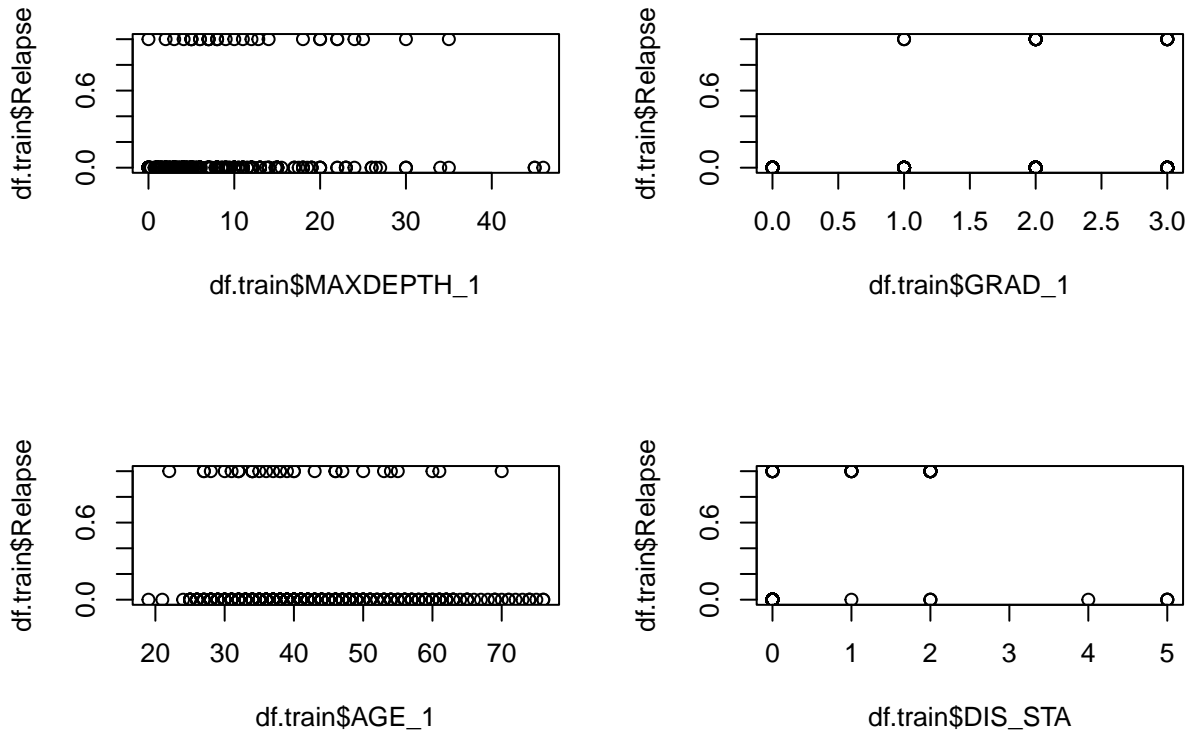 df.train$Relapse
0.0 0.6
0 10 20 30 40
df.train$MAXDEPTH_1
df.train$Relapse
0.0 0.6
0.0 0.5 1.0 1.5 2.0 2.5 3.0
df.train$GRAD_1
df.train$Relapse
0.0 0.6
20 30 40 50 60 70
df.train$AGE_1
df.train$Relapse
0.0 0.6
0 1 2 3 4 5
df.train$DIS_STA